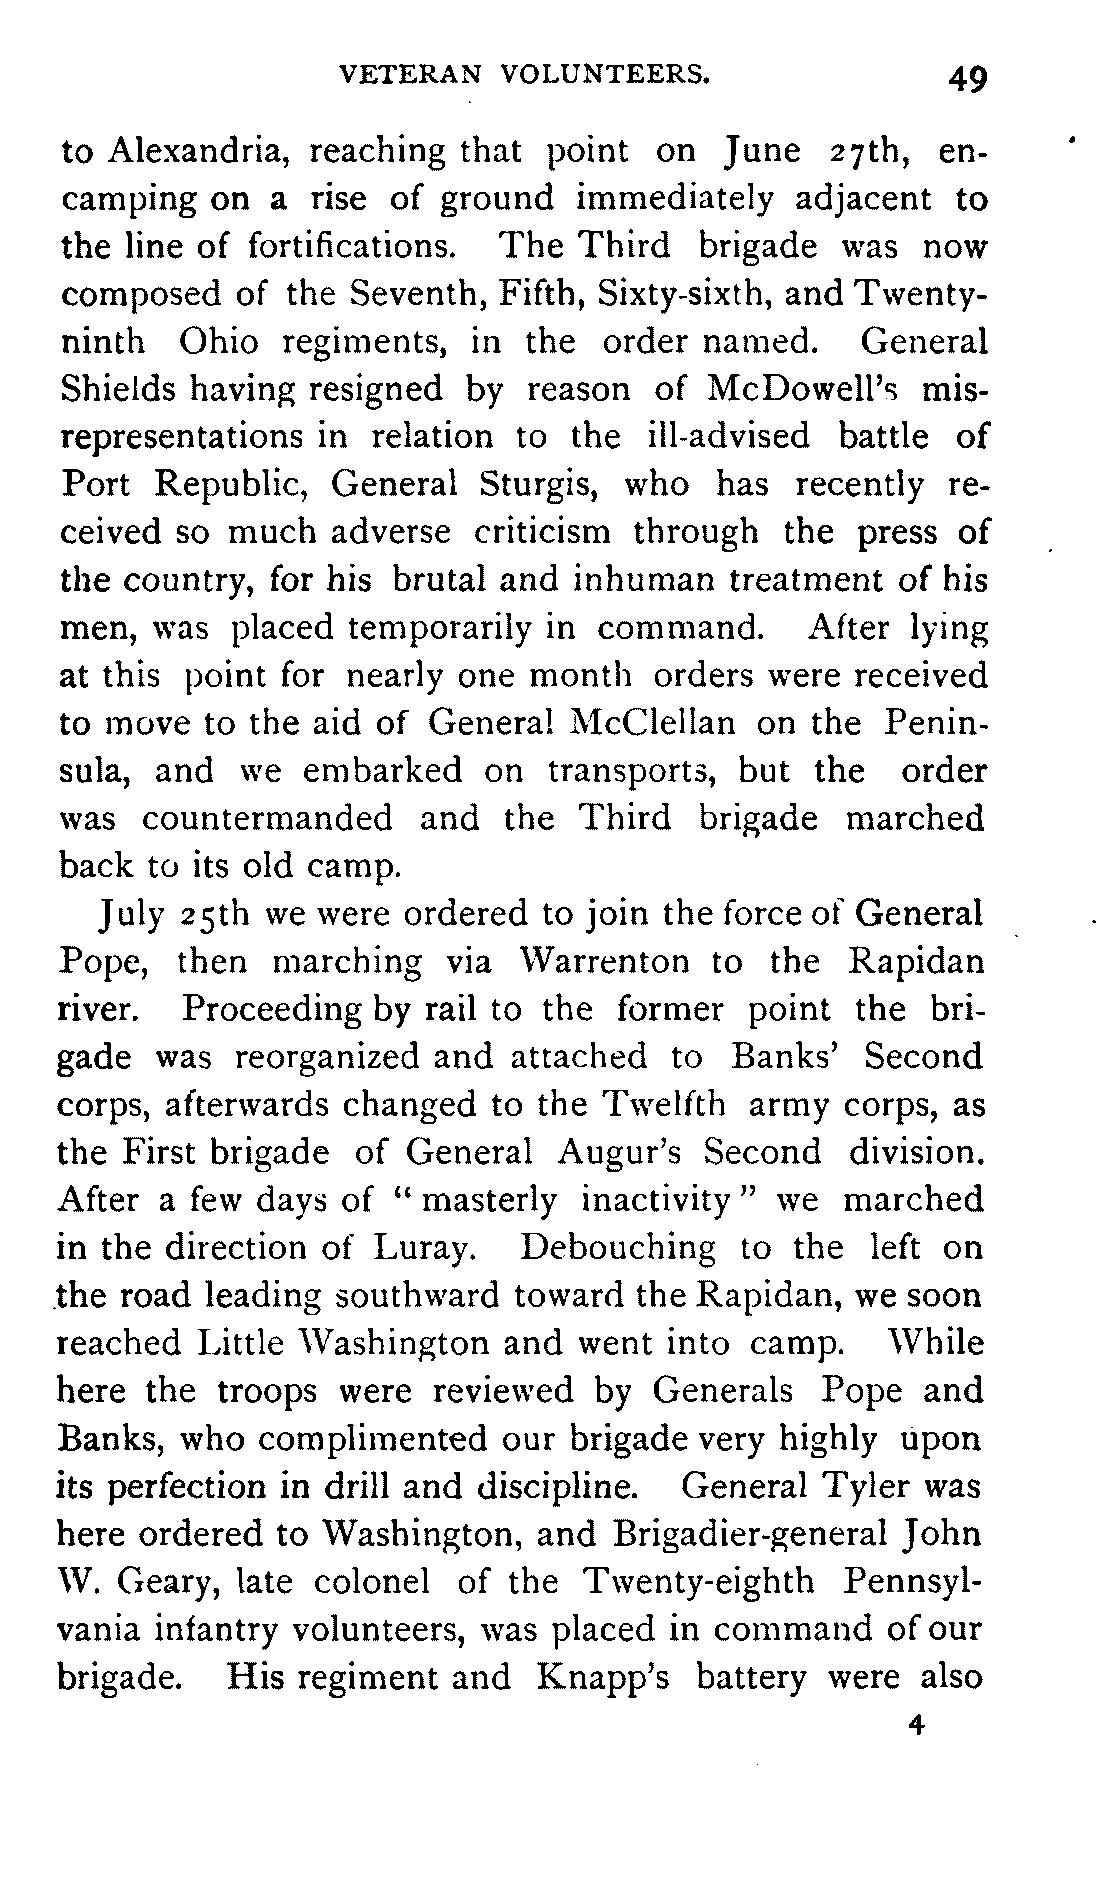 VETERAN VOLUNTEERS. 49
to Alexandria, reaching that point on June 27th, en-
camping on a rise of ground immediately adjacent to
the line of fortifications. The Third brigade was now
composed of the Seventh, Fifth, Sixty-sixth, and Twenty-
ninth Ohio regiments, in the order named. General
Shields having resigned by reason of McDowell's mis-
representations in relation to the ill-advised battle of
Port Republic, General Sturgis, who has recently re-
ceived so much adverse criticism through the press of
the country, for his brutal and inhuman treatment of his
men, was placed temporarily in command. After lying
at this point for nearly one month orders were received
to move to the aid of General McClellan on the Penin-
sula, and we embarked on transports, but the order
was countermanded and the Third brigade marched
back to its old camp.
July 25th we were ordered to join the force of General
Pope, then marching via Warrenton to the Rapidan
river. Proceeding by rail to the former point the bri-
gade was reorganized and attached to Banks' Second
corps, afterwards changed to the Twelfth army corps, as
the First brigade of General Augur's Second division.
After a few days of “ masterly inactivity ” we marched
in the direction of Luray. Debouching to the left on
the road leading southward toward the Rapidan, we soon
reached Little Washington and went into camp. While
here the troops were reviewed by Generals Pope and
Banks, who complimented our brigade very highly upon
its perfection in drill and discipline. General Tyler was
here ordered to Washington, and Brigadier-general John
W. Geary, late colonel of the Twenty-eighth Pennsyl-
vania infantry volunteers, was placed in command of our
brigade. His regiment and Knapp's battery were also
4